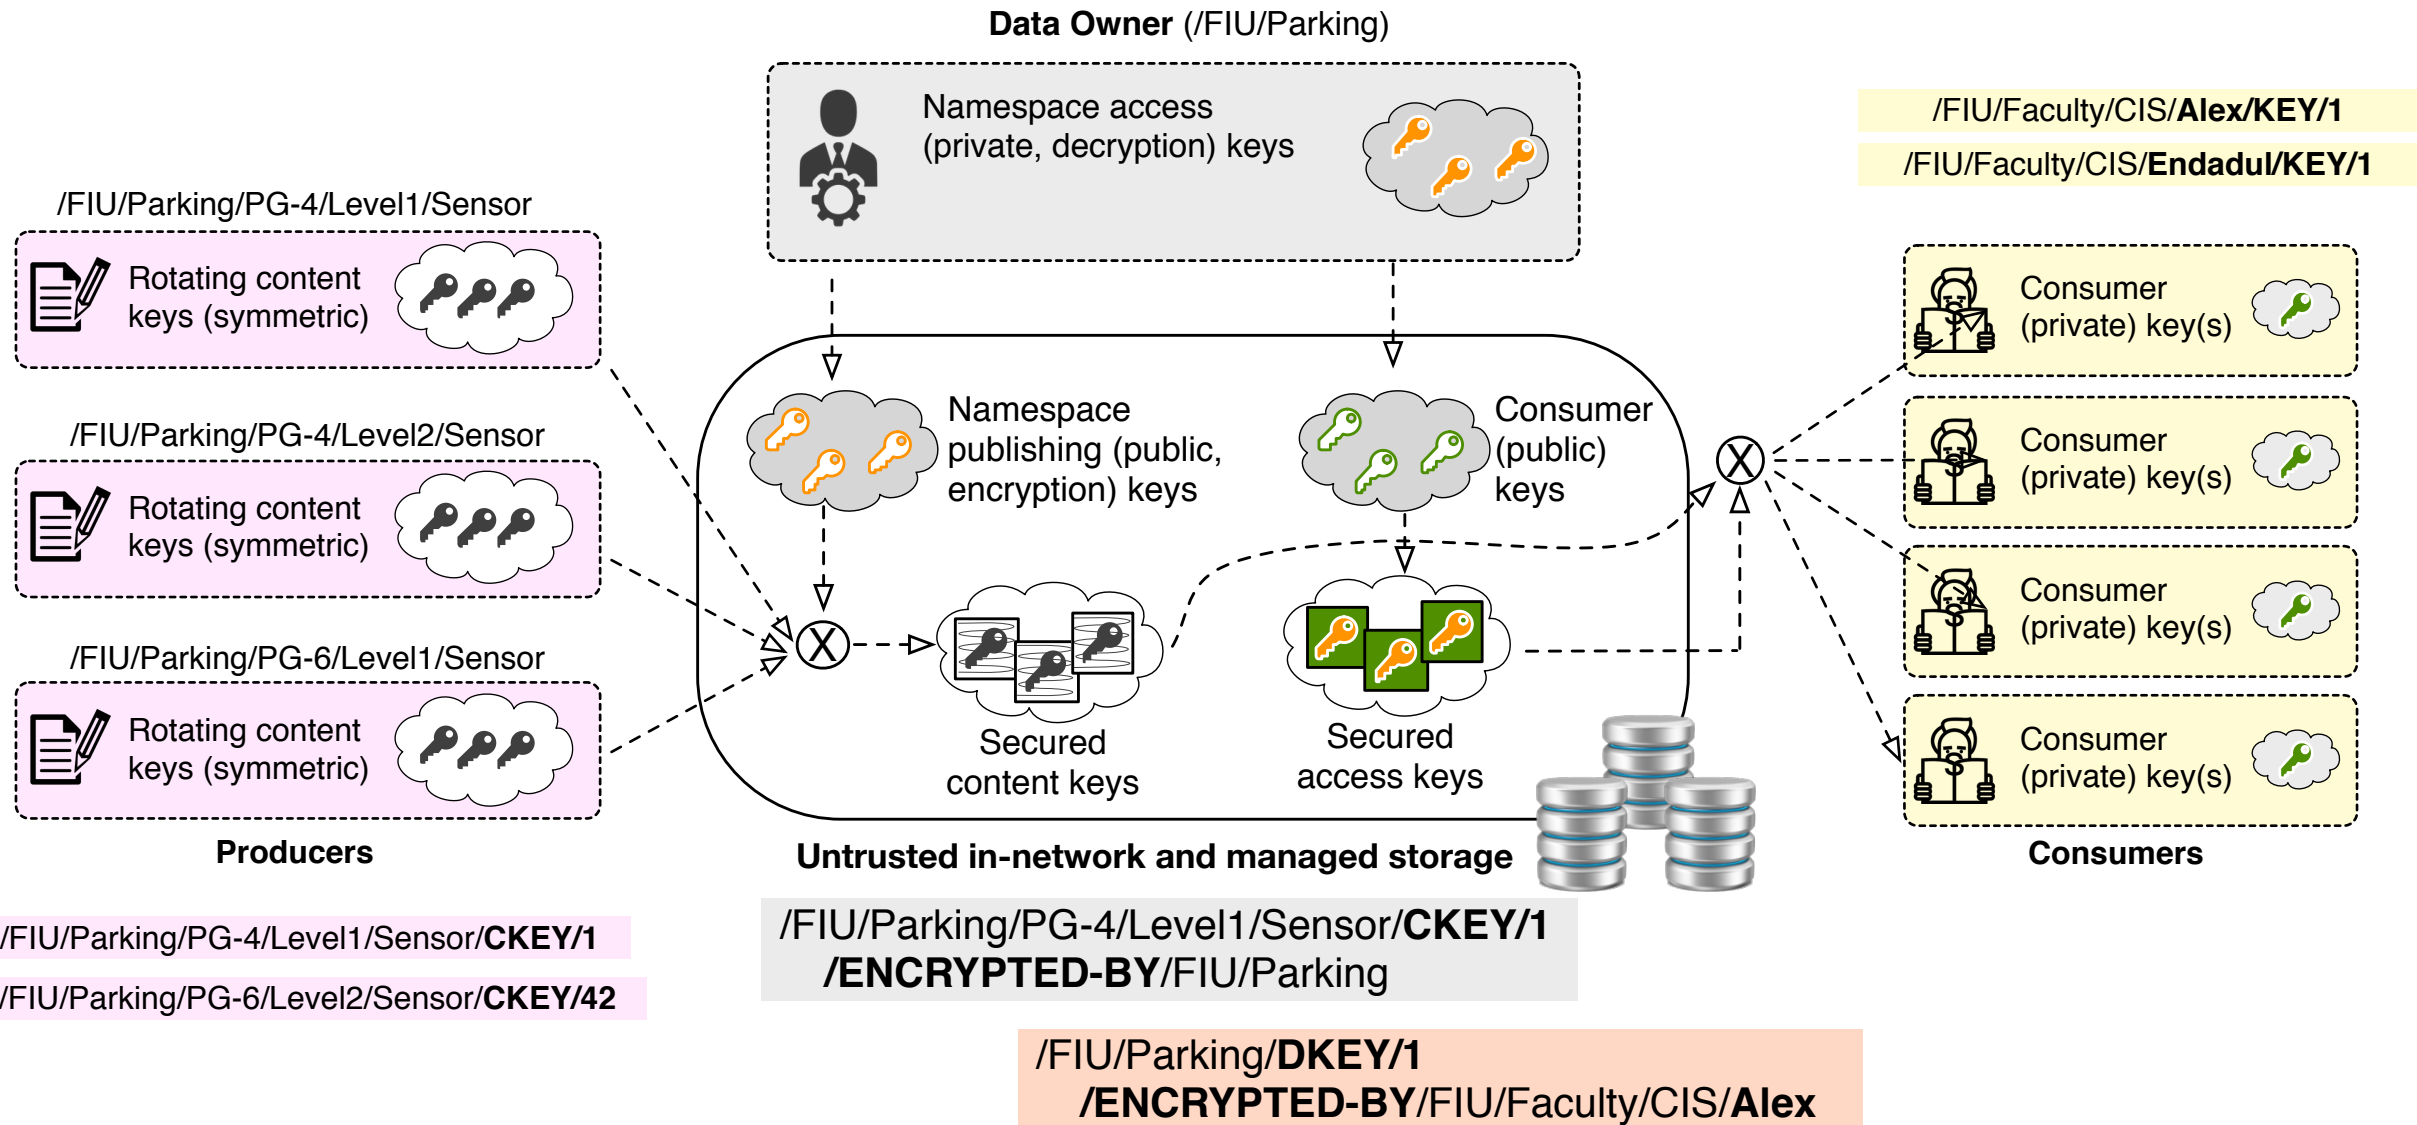 Data Owner (/FIU/Parking)
Namespace access
(private, decryption) keys
/FIU/Faculty/CIS/Alex/KEY/1
/FIU/Faculty/CIS/Endadul/KEY/1
/FIU/Parking/PG-4/Level1/Sensor
Rotating content
keys (symmetric)
/FIU/Parking/PG-4/Level2/Sensor
Rotating content
keys (symmetric)
/FIU/Parking/PG-6/Level1/Sensor
Rotating content
keys (symmetric)
Producers
/FIU/Parking/PG-4/Level1/Sensor/CKEY/1
/FIU/Parking/PG-6/Level2/Sensor/CKEY/42
Namespace
publishing (public,
encryption) keys
Consumer
(public)
keys
X
X
Secured
content keys
Secured
access keys
Untrusted in-network and managed storage
/FIU/Parking/PG-4/Level1/Sensor/CKEY/1
/ENCRYPTED-BY/FIU/Parking
/FIU/Parking/DKEY/1
/ENCRYPTED-BY/FIU/Faculty/CIS/Alex
Consumer
(private) key(s)
Consumer
(private) key(s)
Consumer
(private) key(s)
Consumer
(private) key(s)
Consumers